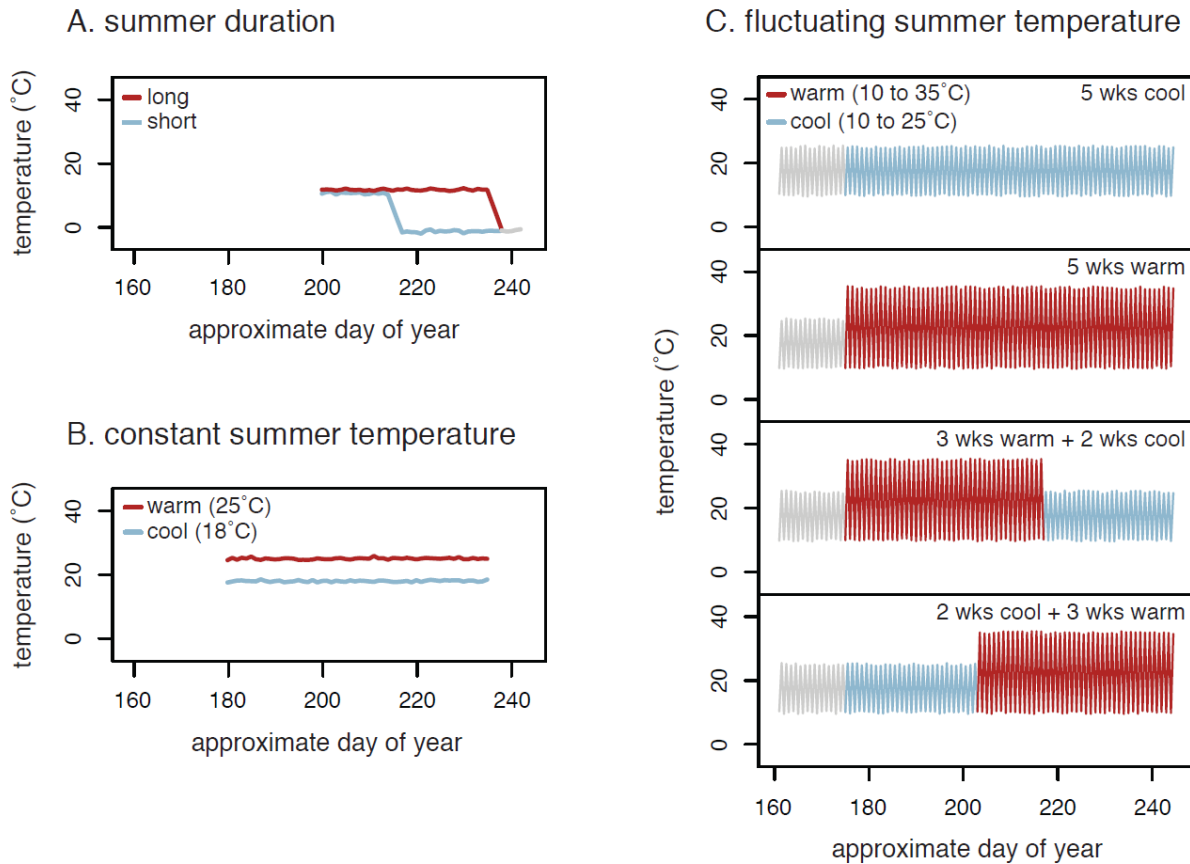 A. summer duration
temperature (˚C)
40
20
0
long
short
160 180 200 220 240
approximate day of year
B. constant summer temperature
temperature (˚C)
40
20
0
warm (25˚C)
cool (18˚C)
160 180 200 220 240
approximate day of year
C. fluctuating summer temperature
temperature (˚C)
warm (10 to 35˚C)
cool (10 to 25˚C)
5 wks cool
40
20
0
5 wks warm
40
20
0
3 wks warm + 2 wks cool
40
20
0
2 wks cool + 3 wks warm
40
20
0
160 180 200 220 240
approximate day of year